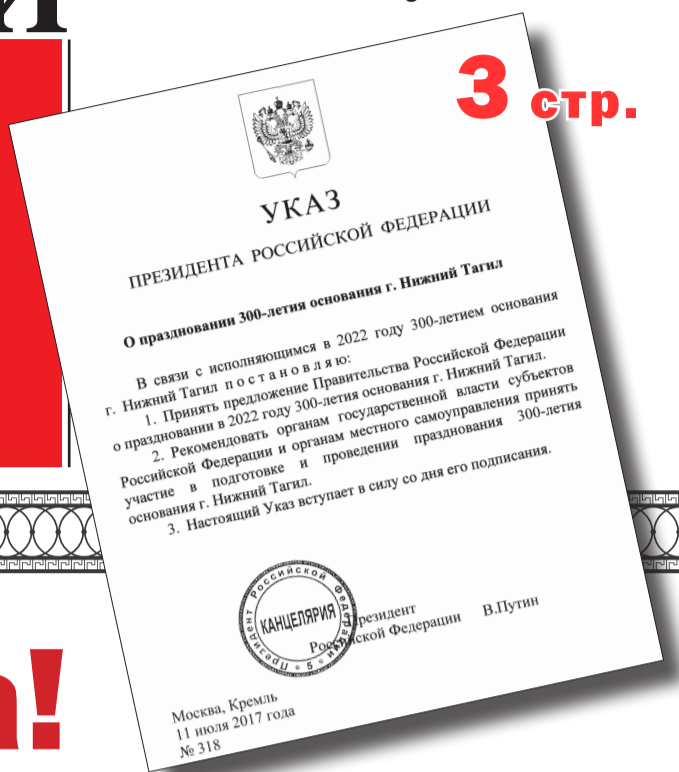 3 стр.
УКАЗ
ПРЕЗИДЕНТА РОССИЙСКОЙ ФЕДЕРАЦИИ
О праздновании 300-летия основания г. Нижний Тагил
В связи с исполняющимся в 2022 году 300-летием основания
г. Нижний Тагил п о с т а н о в л я ю:
1. Принять предложение Правительства Российской Федерации
о праздновании в 2022 году 300-летия основания г. Нижний Тагил.
2. Рекомендовать органам государственной власти субъектов
Российской Федерации и органам местного самоуправления принять
участие в подготовке и проведении празднования 300-летия
основания г. Нижний Тагил.
3. Настоящий Указ вступает в силу со дня его подписания.
Президент Российской Федерации * 5 *
КАНЦЕЛЯРИЯ
Президент
Российской Федерации В.Путин
Москва, Кремль
11 июля 2017 года
№ 318
а!